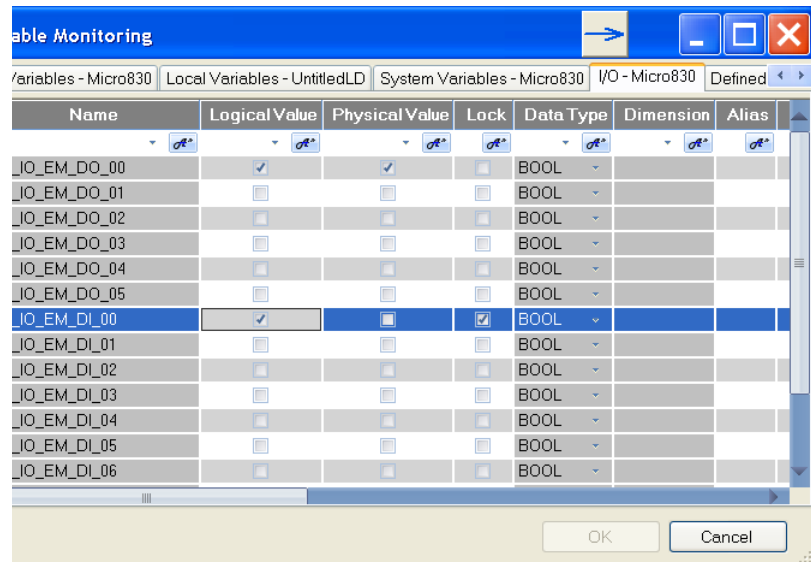 able Monitoring
Variables - Micro830 Local Variables - UntitledLD System Variables - Micro830 I/O - Micro830 Defined
Name Logical Value Physical Value Lock Data Type Dimension Alias
_IO_EM_DO_00 BOOL
_IO_EM_DO_01 BOOL
_IO_EM_DO_02 BOOL
_IO_EM_DO_03 BOOL
_IO_EM_DO_04 BOOL
_IO_EM_DO_05 BOOL
_IO_EM_DI_00 BOOL
_IO_EM_DI_01 BOOL
_IO_EM_DI_02 BOOL
_IO_EM_DI_03 BOOL
_IO_EM_DI_04 BOOL
_IO_EM_DI_05 BOOL
_IO_EM_DI_06 BOOL
OK Cancel